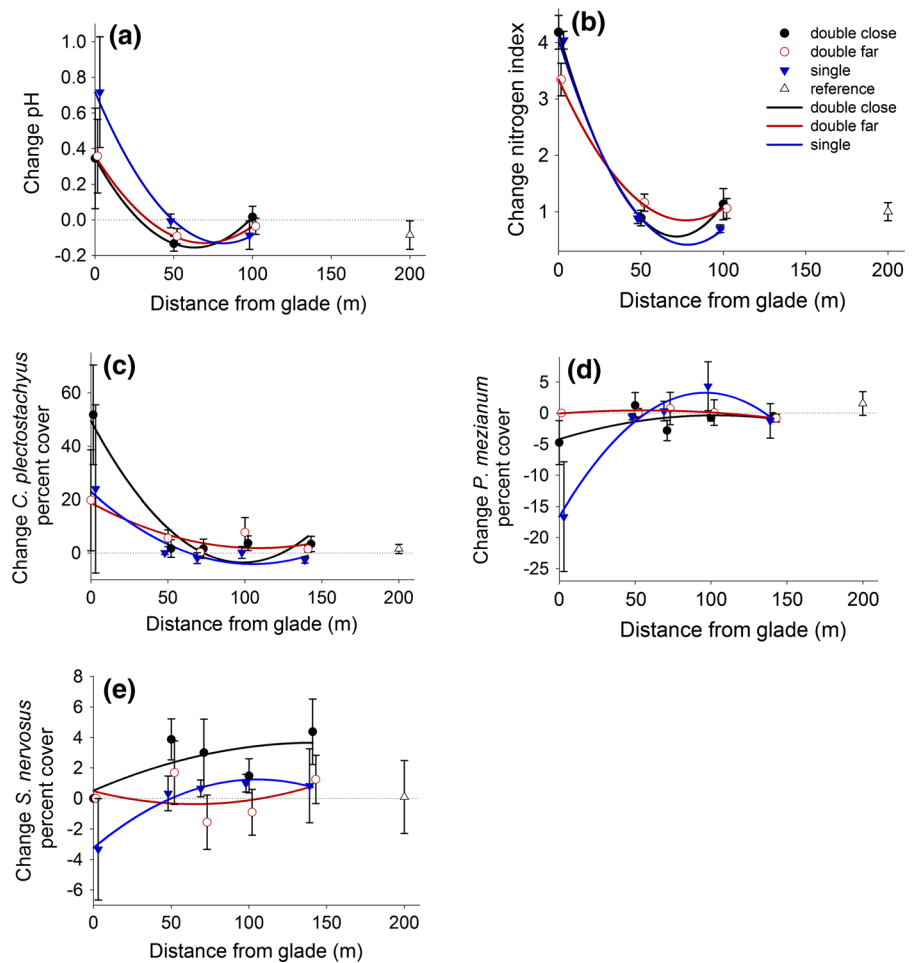 (a)
Change pH
1.0
0.8
0.6
0.4
0.2
0.0
-0.2
0
50
100
150
200
Distance from glade (m)
(b)
Change nitrogen index
4
3
2
1
0
50
100
150
200
Distance from glade (m)
double close
double far
single
reference
double close
double far
single
(c)
Change C. plectostachyus
percent cover
60
40
20
0
0
50
100
150
200
Distance from glade (m)
(d)
Change P. mezianum
percent cover
5
0
-5
-10
-15
-20
-25
0
50
100
150
200
Distance from glade (m)
(e)
Change S. nervosus
percent cover
8
6
4
2
0
-2
-4
-6
0
50
100
150
200
Distance from glade (m)